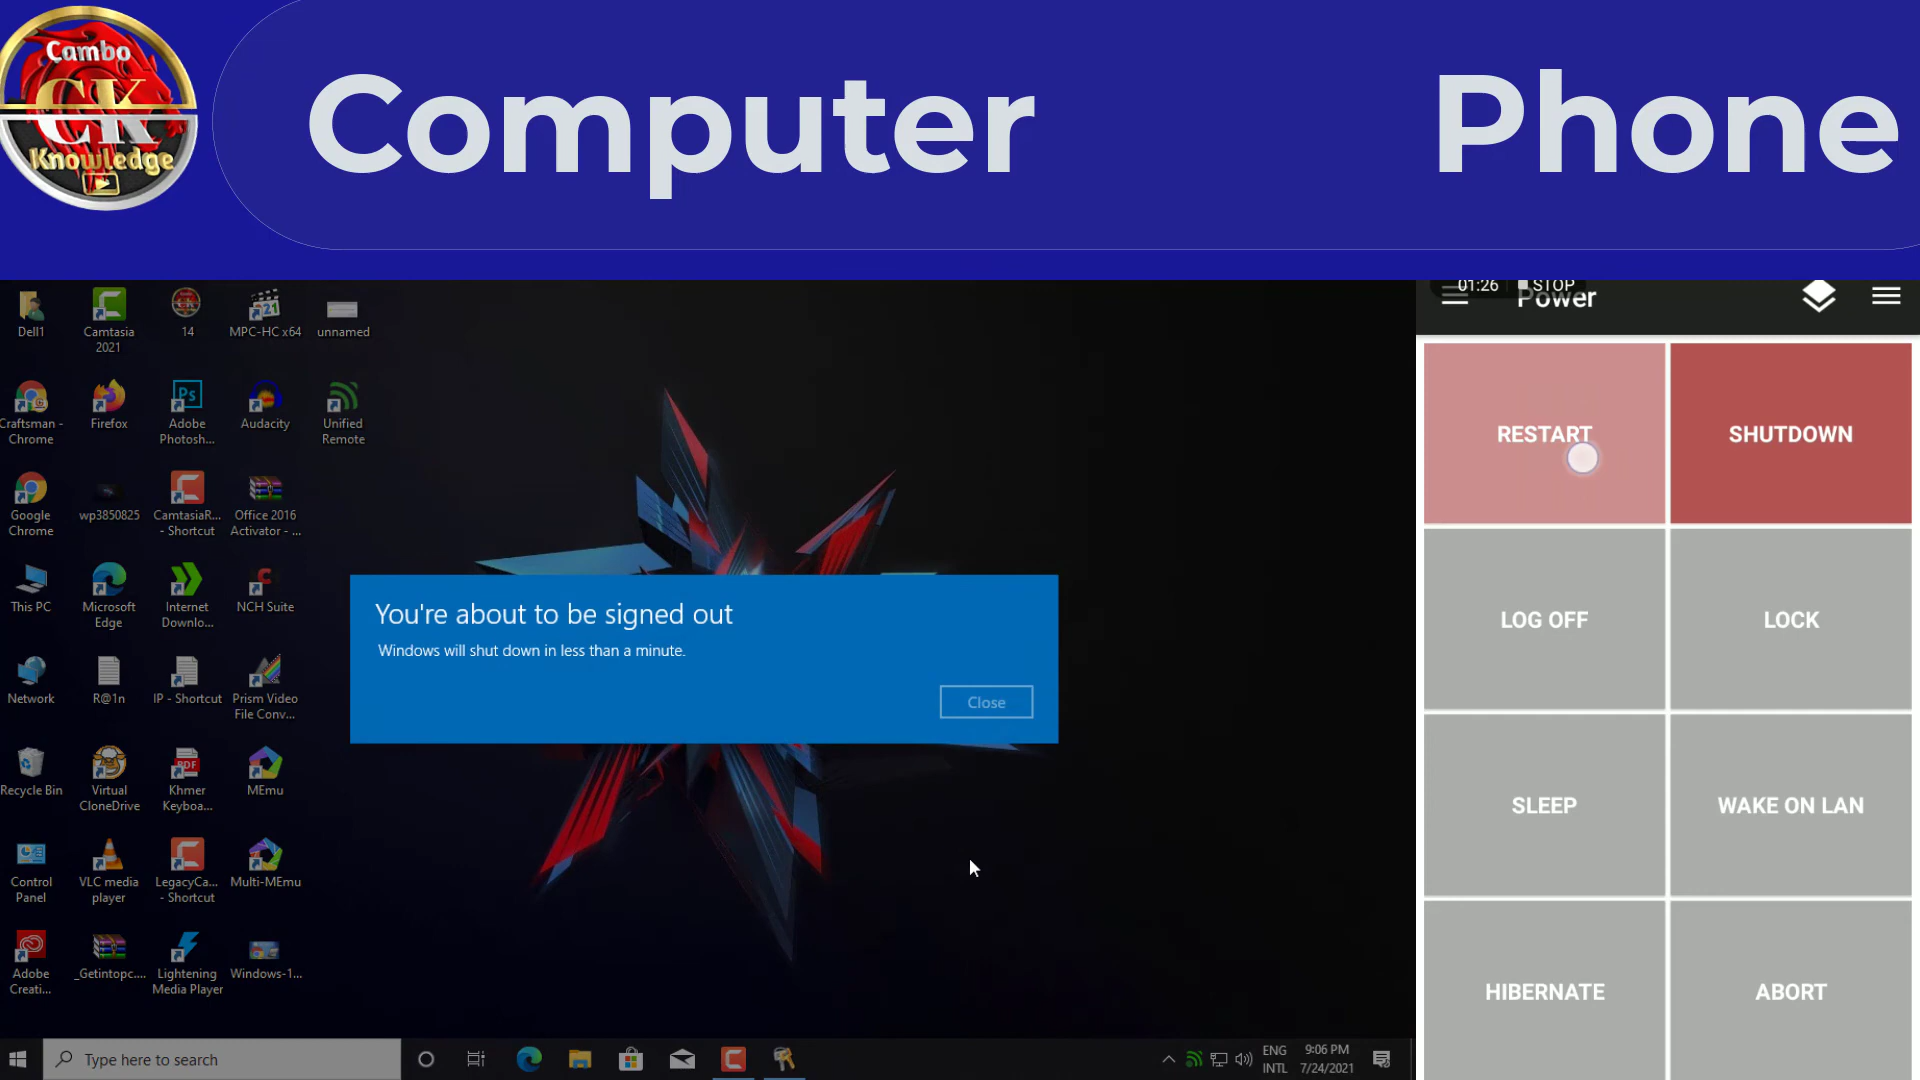 Cambo
CK
Knowledge
Computer
Phone
Dell1
Camtasia
2021
14
MPC-HC x64
unnamed
Craftsman -
Chrome
Firefox
Adobe
Photosh...
Audacity
Unified
Remote
Google
Chrome
wp3850825
CamtasiaR...
- Shortcut
Office 2016
Activator - ...
This PC
Microsoft
Edge
Internet
Downlo...
NCH Suite
Network
R@1n
IP - Shortcut
Prism Video
File Conv...
Recycle Bin
Virtual
CloneDrive
Khmer
Keyboa...
MEmu
Control
Panel
VLC media
player
LegacyCa...
- Shortcut
Multi-MEmu
Adobe
Creati...
_Getintopc....
Lightening
Media Player
Windows-1...
You're about to be signed out
Windows will shut down in less than a minute.
Close
Type here to search
ENG
INTL
9:06 PM
7/24/2021
01:26
STOP
Power
RESTART
SHUTDOWN
LOG OFF
LOCK
SLEEP
WAKE ON LAN
HIBERNATE
ABORT